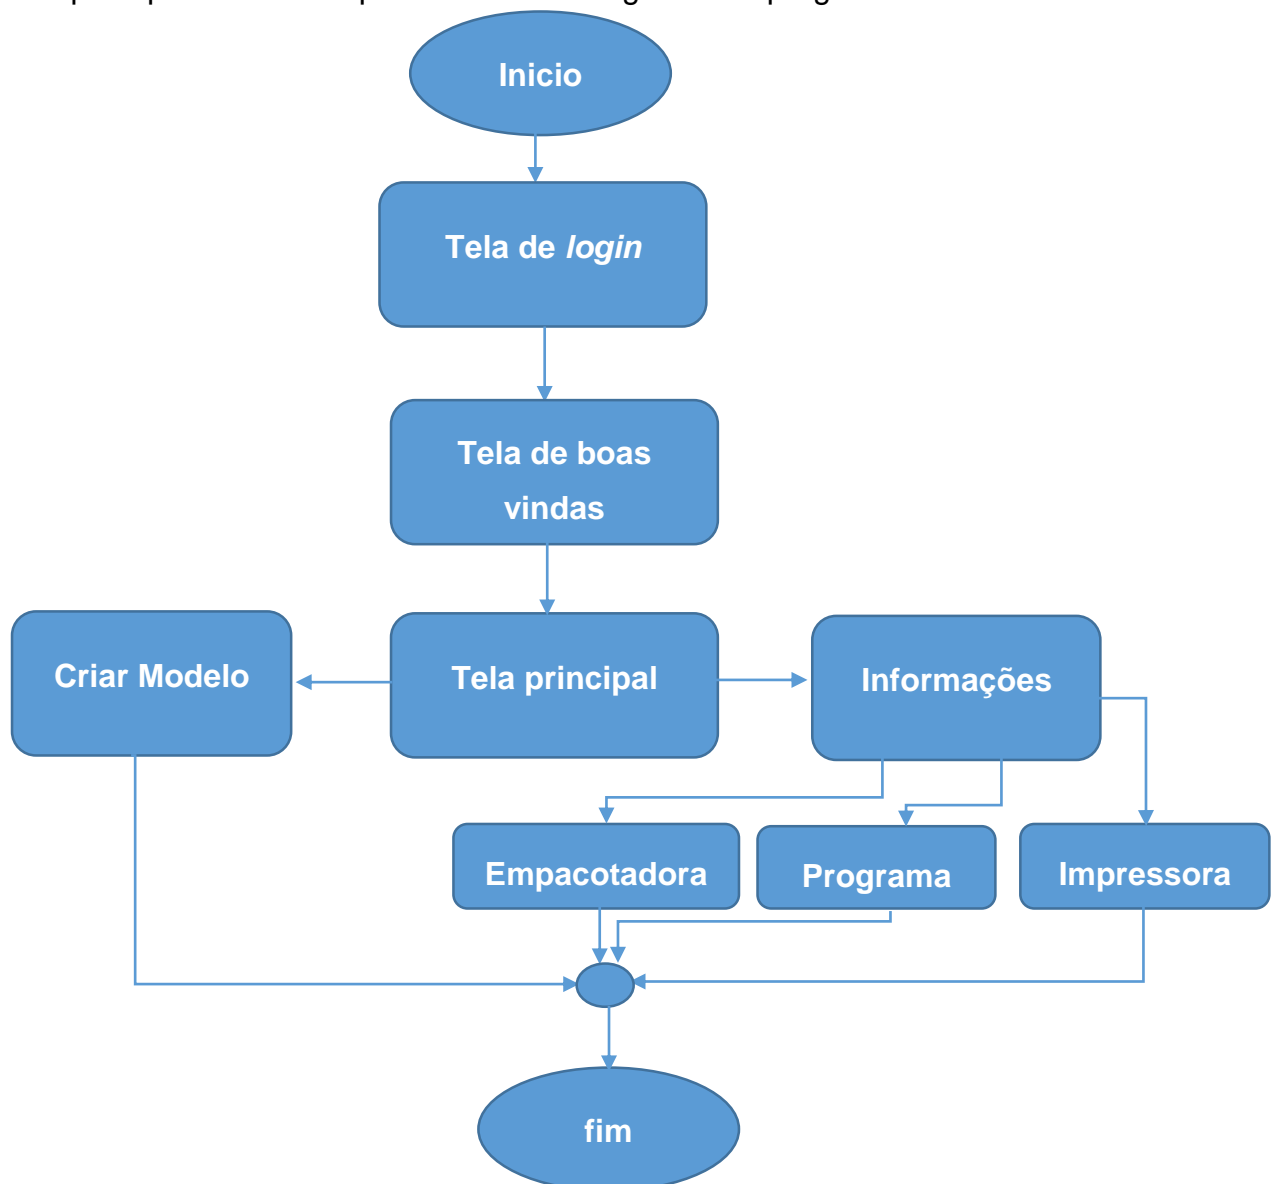 Inicio
Tela de login
Tela de boas
vindas
Criar Modelo
Tela principal
Informações
Empacotadora
Programa
Impressora
fim